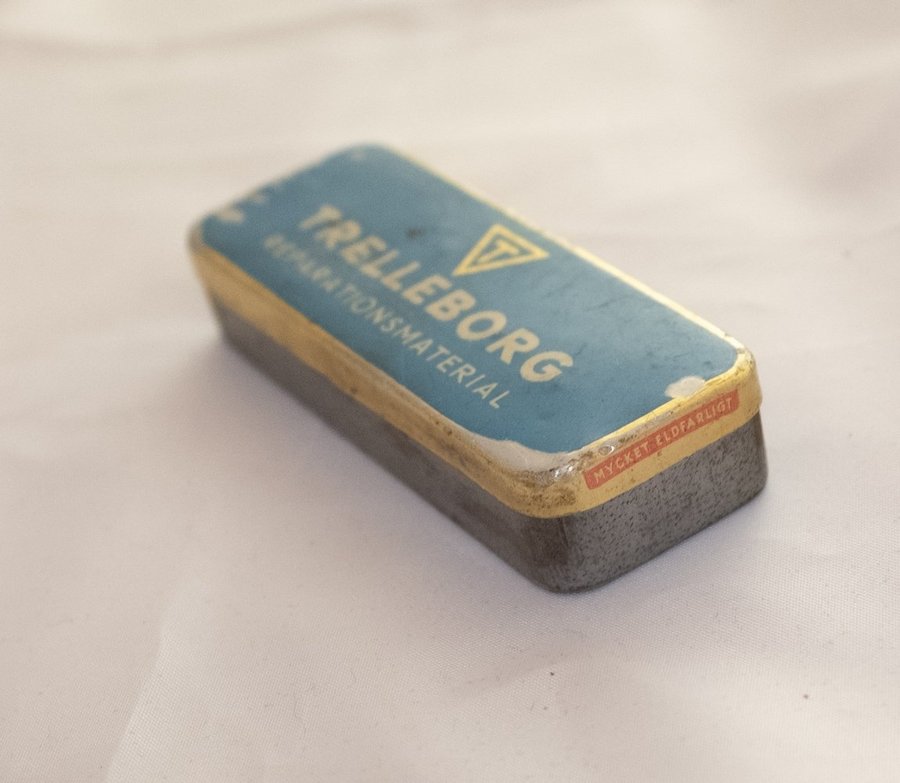 T
TRELLEBORG
REPARATIONSMATERIAL
MYCKET ELDFARLIGT